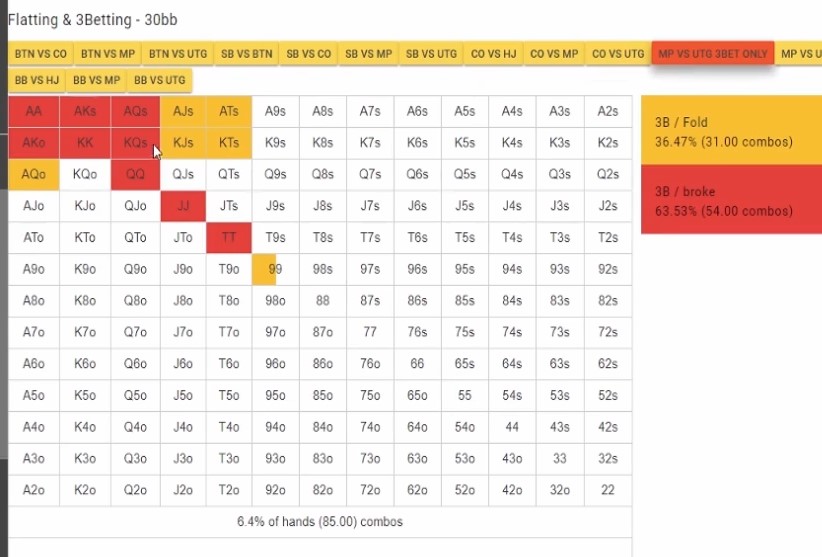 Flatting & 3Betting - 30bb
BTN VS CO BTN VS MP BTN VS UTG SB VS BTN SB VS CO SB VS MP SB VS UTG CO VS HJ CO VS MP CO VS UTG MP VS UTG 3BET ONLY MP VS U
BB VS HJ BB VS MP BB VS UTG
AA AKs AQs AJs ATs A9s A8s A7s A6s A5s A4s A3s A2s
AKo KK KQs KJs KTs K9s K8s K7s K6s K5s K4s K3s K2s
AQo KQo QQ QJs QTs Q9s Q8s Q7s Q6s Q5s Q4s Q3s Q2s
AJo KJo QJo JJ JTs J9s J8s J7s J6s J5s J4s J3s J2s
ATo KTo QTo JTo TT T9s T8s T7s T6s T5s T4s T3s T2s
A9o K9o Q9o J9o T9o 99 98s 97s 96s 95s 94s 93s 92s
A8o K8o Q8o J8o T8o 98o 88 87s 86s 85s 84s 83s 82s
A7o K7o Q7o J7o T7o 97o 87o 77 76s 75s 74s 73s 72s
A6o K6o Q6o J6o T6o 96o 86o 76o 66 65s 64s 63s 62s
A5o K5o Q5o J5o T5o 95o 85o 75o 65o 55 54s 53s 52s
A4o K4o Q4o J4o T4o 94o 84o 74o 64o 54o 44 43s 42s
A3o K3o Q3o J3o T3o 93o 83o 73o 63o 53o 43o 33 32s
A2o K2o Q2o J2o T2o 92o 82o 72o 62o 52o 42o 32o 22
6.4% of hands (85.00) combos
3B / Fold
36.47% (31.00 combos)
3B / broke
63.53% (54.00 combos)